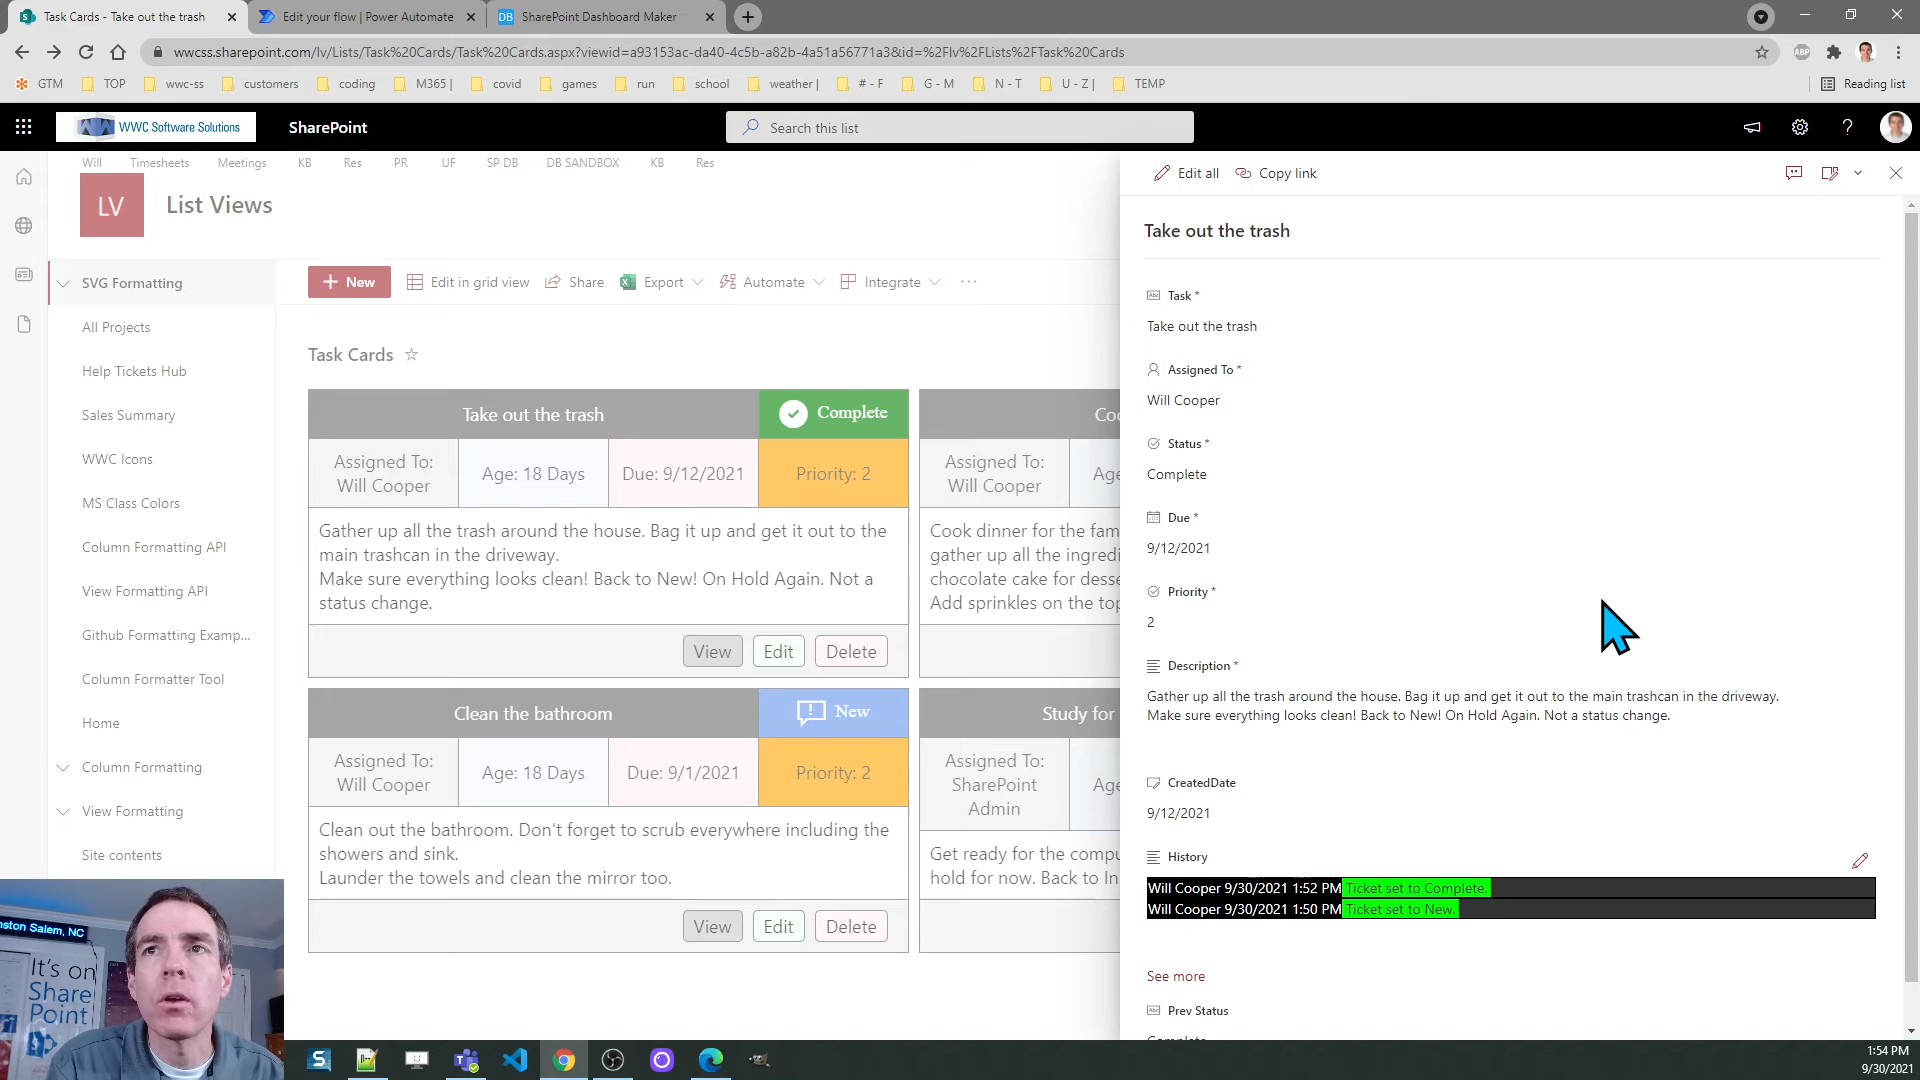 Task Cards - Take out the trash
Edit your flow | Power Automate
DB SharePoint Dashboard Maker
wwcss.sharepoint.com/lv/Lists/Task%20Cards/Task%20Cards.aspx?viewid=a93153ac-da40-4c5b-a82b-4a51a56771a3&id=%2Flv%2FLists%2FTask%20Cards
ABP
GTM TOP wwc-ss customers coding M365 | covid games run school weather | # - F G - M N - T U - Z | TEMP Reading list
WWC Software Solutions SharePoint Search this list
Will Timesheets Meetings KB Res PR UF SP DB DB SANDBOX KB Res
LV List Views
SVG Formatting
All Projects
Help Tickets Hub
Sales Summary
WWC Icons
MS Class Colors
Column Formatting API
View Formatting API
Github Formatting Examp...
Column Formatter Tool
Home
Column Formatting
View Formatting
Site contents
New Edit in grid view Share Export Automate Integrate ...
Task Cards
Take out the trash Complete
Assigned To: Will Cooper Age: 18 Days Due: 9/12/2021 Priority: 2
Gather up all the trash around the house. Bag it up and get it out to the
main trashcan in the driveway.
Make sure everything looks clean! Back to New! On Hold Again. Not a
status change.
View Edit Delete
Clean the bathroom New
Assigned To: Will Cooper Age: 18 Days Due: 9/1/2021 Priority: 2
Clean out the bathroom. Don't forget to scrub everywhere including the
showers and sink.
Launder the towels and clean the mirror too.
View Edit Delete
Coo
Assigned To: Will Cooper Age
Cook dinner for the fam
gather up all the ingredi
chocolate cake for desse
Add sprinkles on the top
Study for
Assigned To: SharePoint Admin Age
Get ready for the compu
hold for now. Back to In
Edit all Copy link
Take out the trash
Task *
Take out the trash
Assigned To *
Will Cooper
Status *
Complete
Due *
9/12/2021
Priority *
2
Description *
Gather up all the trash around the house. Bag it up and get it out to the main trashcan in the driveway.
Make sure everything looks clean! Back to New! On Hold Again. Not a status change.
CreatedDate
9/12/2021
History
Will Cooper 9/30/2021 1:52 PM Ticket set to Complete.
Will Cooper 9/30/2021 1:50 PM Ticket set to New.
See more
Prev Status
Complete
nston Salem, NC
It's on
Share
Point
1:54 PM
9/30/2021